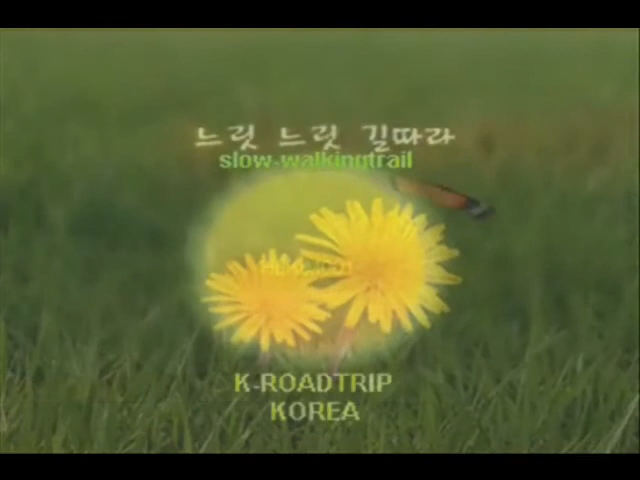 느릿 느릿 길따라
slow-walkingtrail
K-ROADTRIP
KOREA